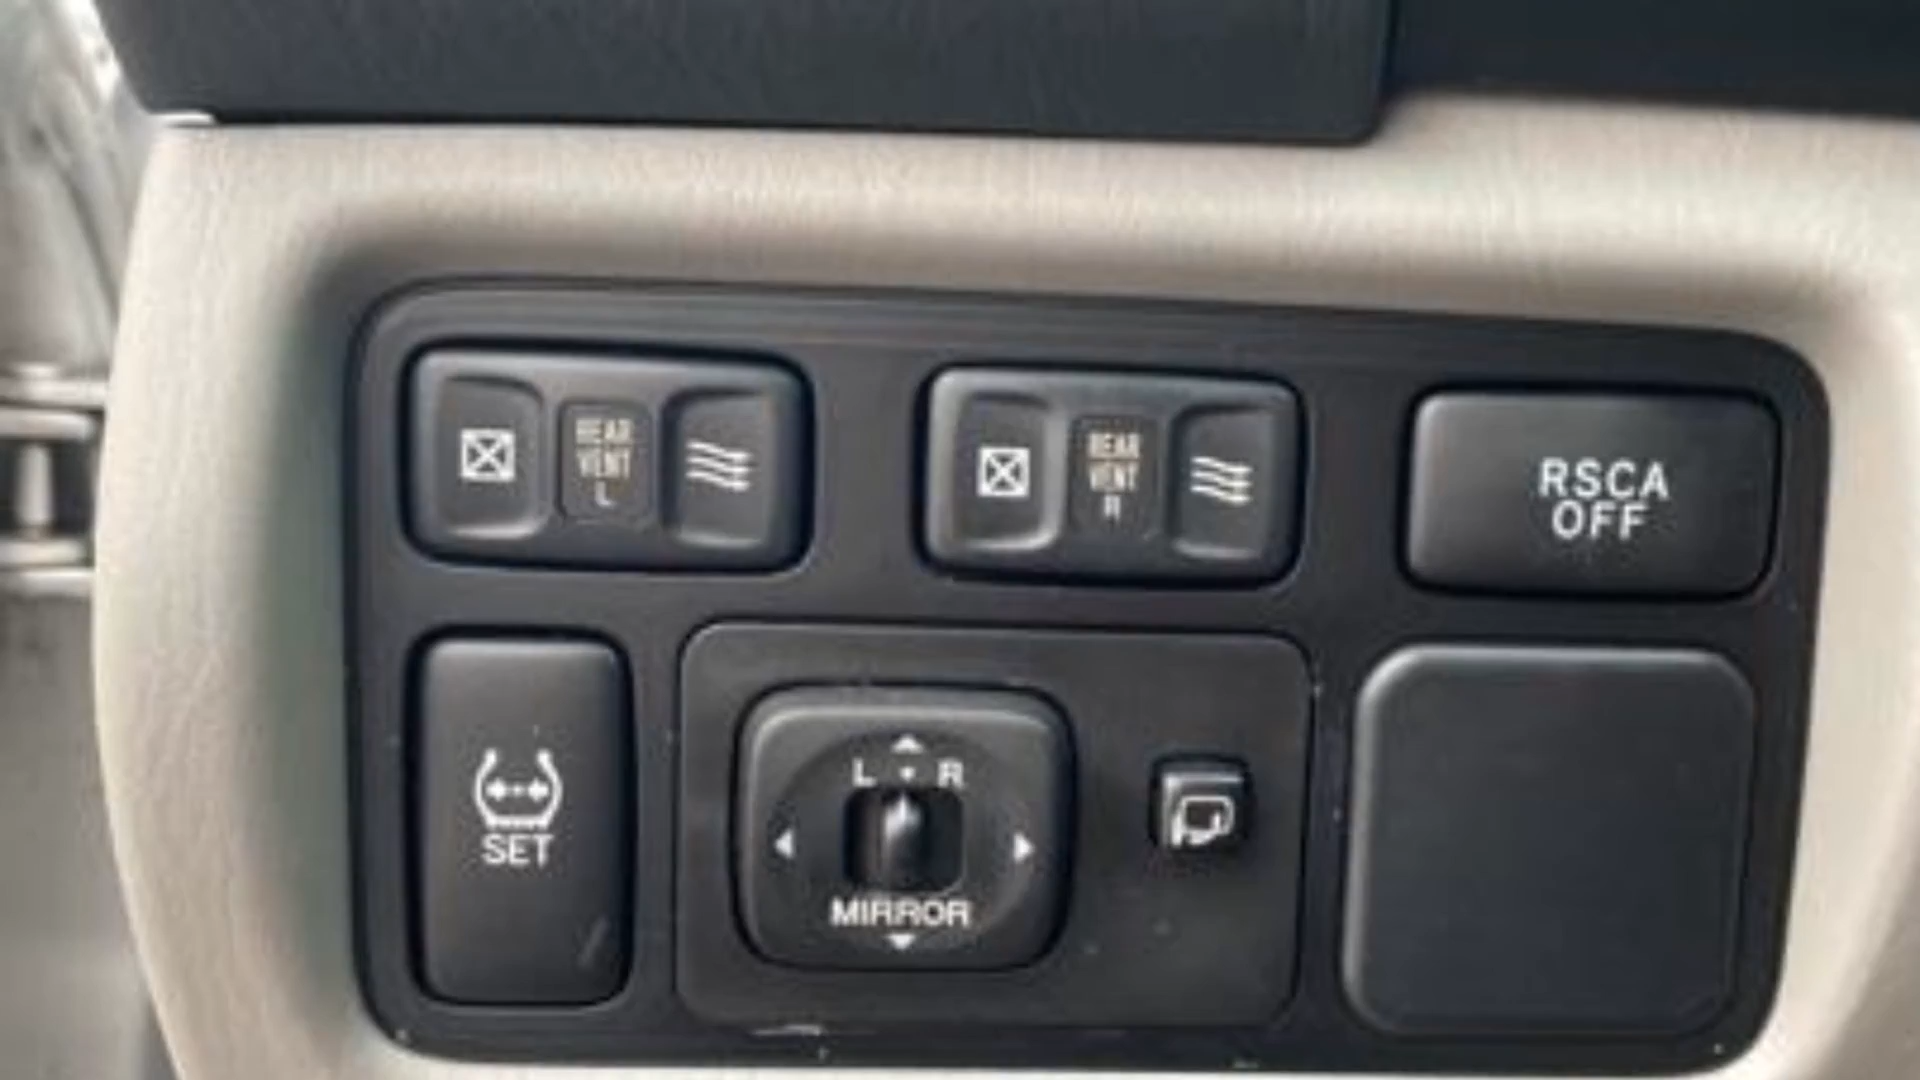 REAR
VENT
L
REAR
VENT
R
RSCA
OFF
SET
L R
MIRROR